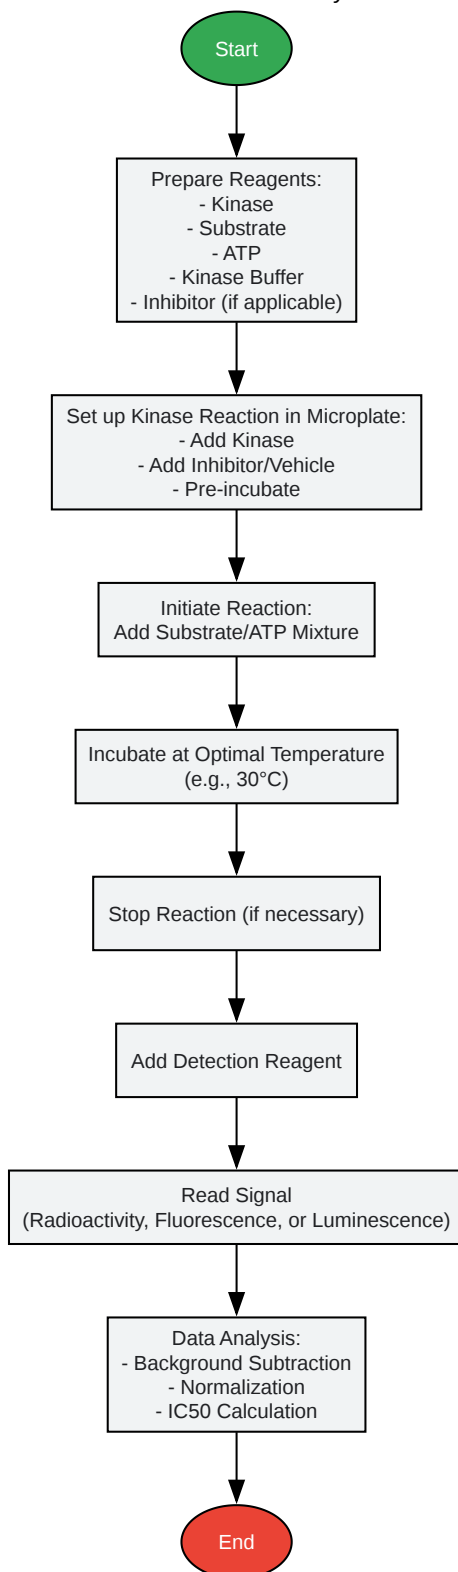 Start
Prepare Reagents:
- Kinase
- Substrate
- ATP
- Kinase Buffer
- Inhibitor (if applicable)
Set up Kinase Reaction in Microplate:
- Add Kinase
- Add Inhibitor/Vehicle
- Pre-incubate
Initiate Reaction:
Add Substrate/ATP Mixture
Incubate at Optimal Temperature
(e.g., 30°C)
Stop Reaction (if necessary)
Add Detection Reagent
Read Signal
(Radioactivity, Fluorescence, or Luminescence)
Data Analysis:
- Background Subtraction
- Normalization
- IC50 Calculation
End